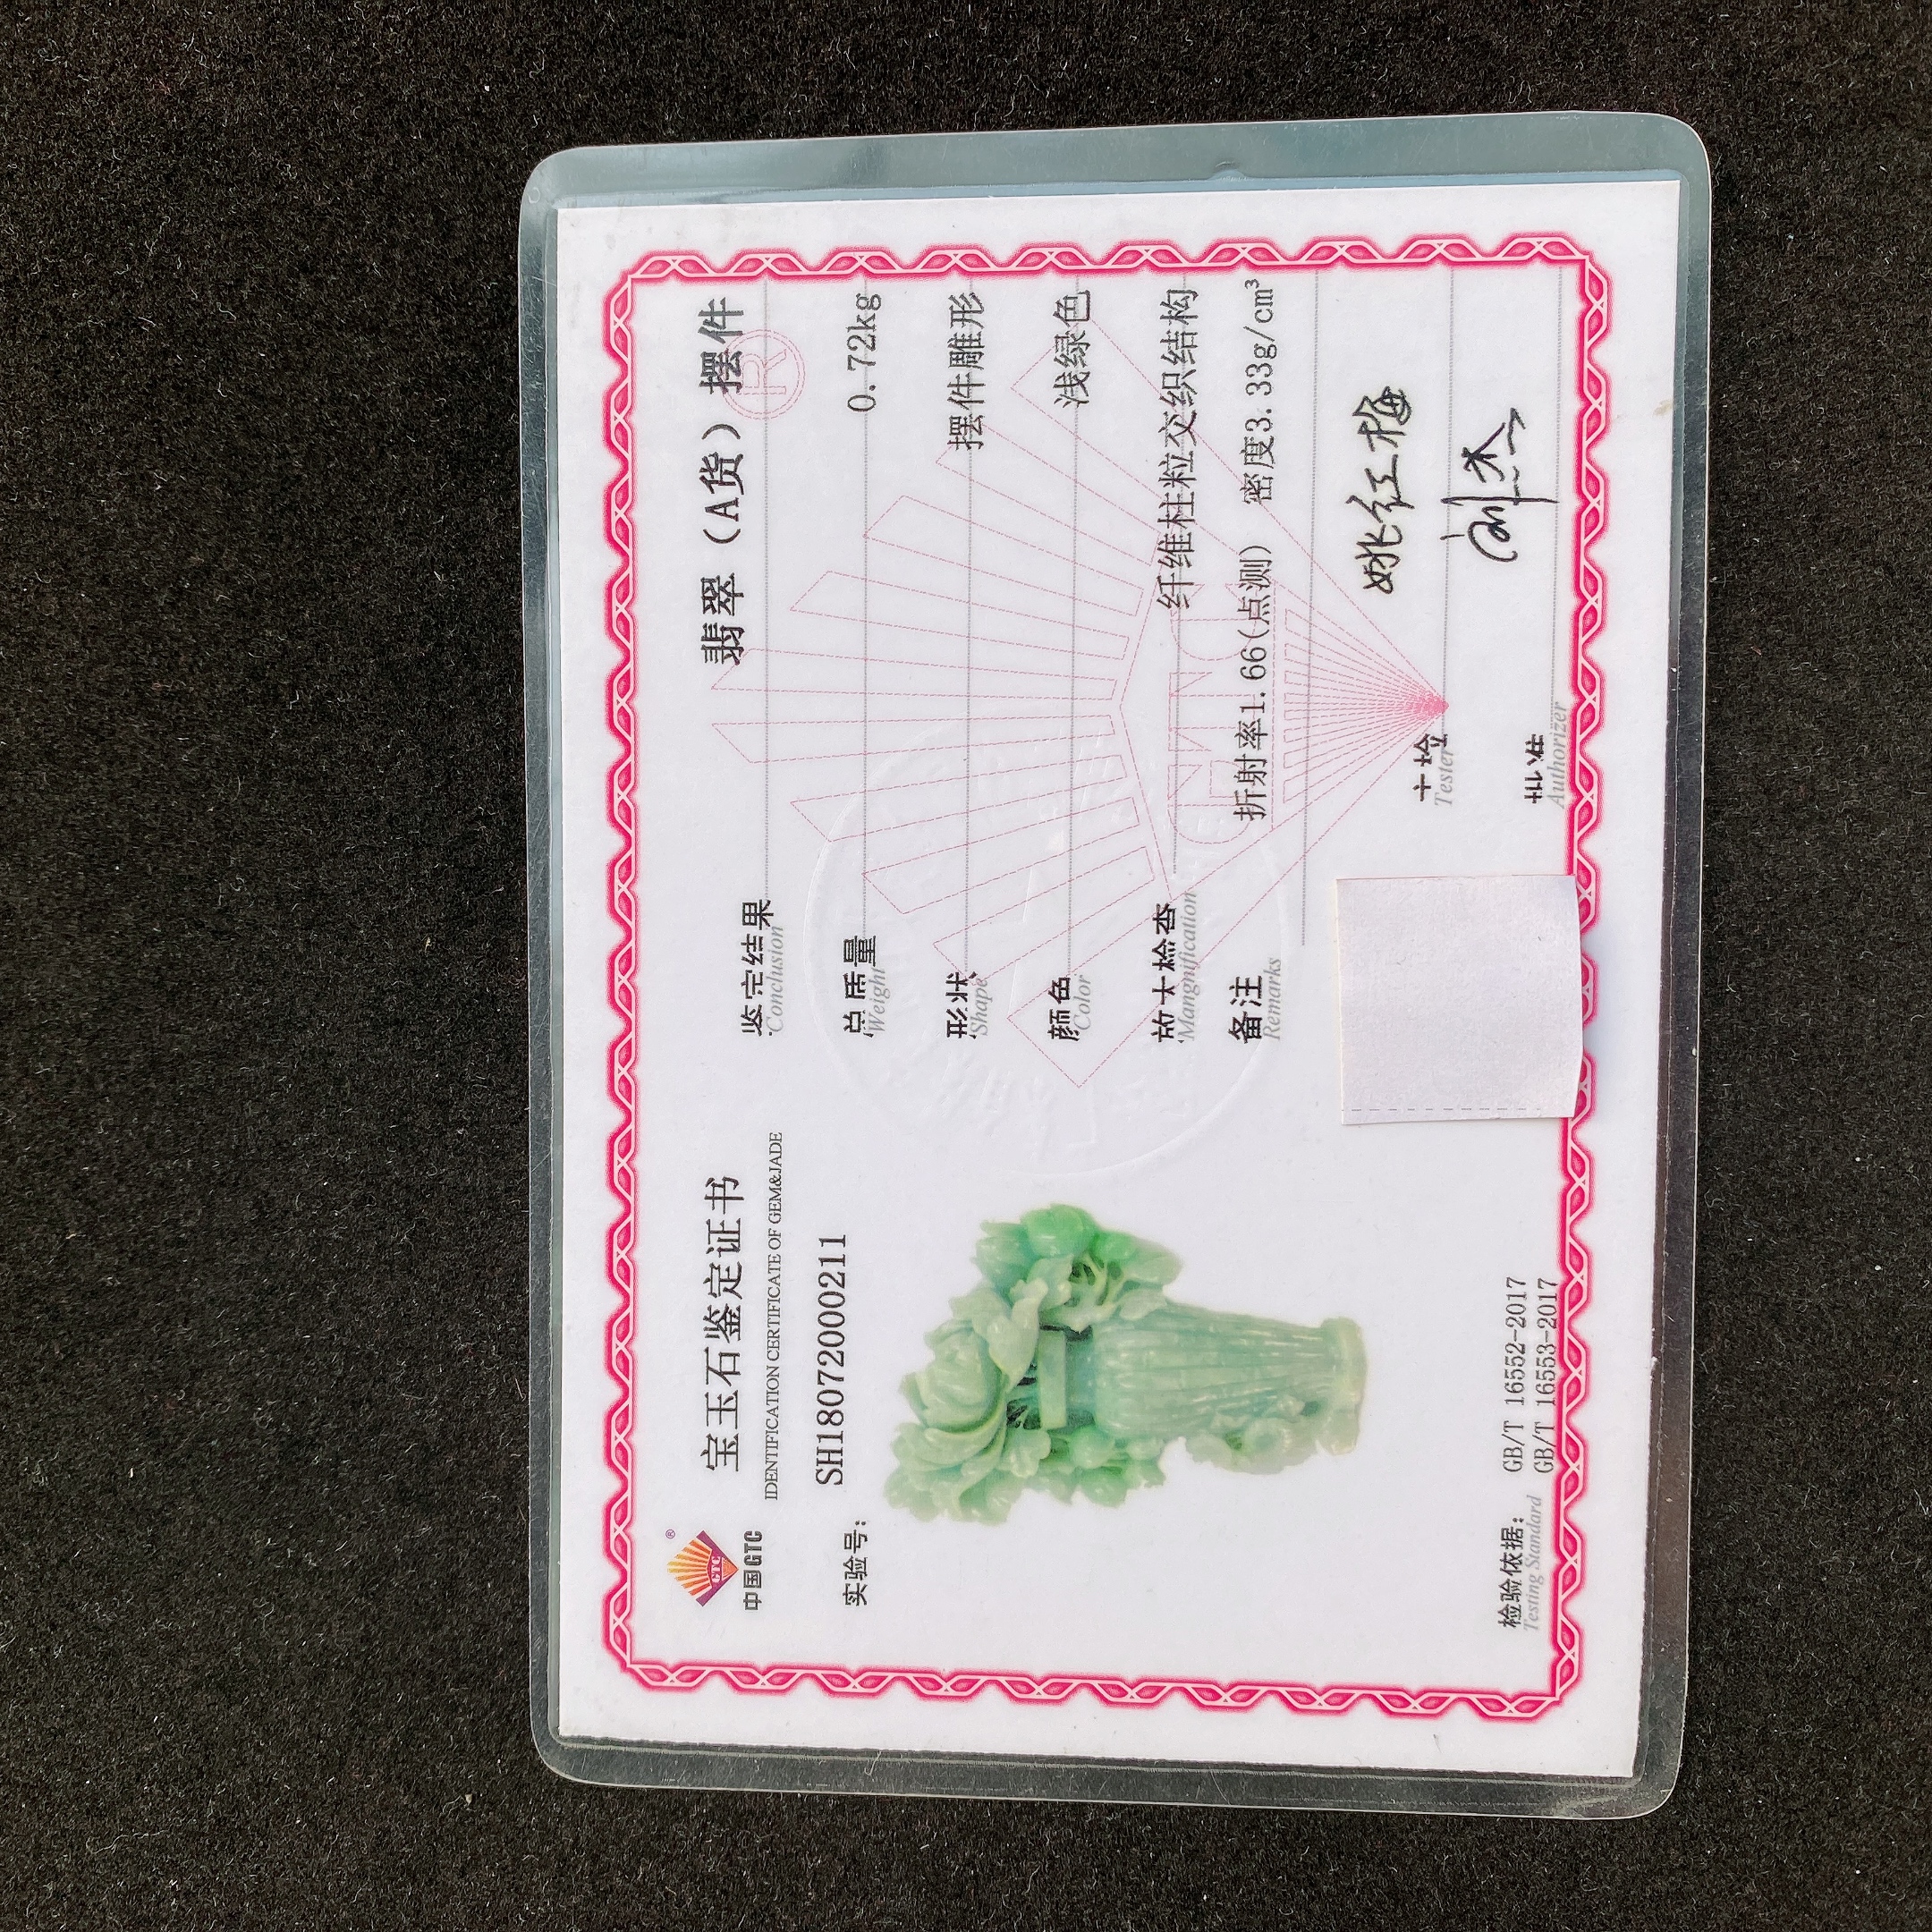 GTC
®
中国GTC
宝玉石鉴定证书
IDENTIFICATION CERTIFICATE OF GEM&JADE
实验号: SH1807200211
检验依据: GB/T 16552-2017
Testing Standard GB/T 16553-2017
鉴定结果 翡翠（A货）摆件
Conclusion
总质量 0.72kg
Weight
形状 摆件雕形
Shape
颜色 浅绿色
Color
放大检查 纤维柱粒交织结构
Mangnification
备注 折射率1.66(点测) 密度3.33g/cm³
Remarks
主检 姚红梅
Tester
批准
Authorizer
R